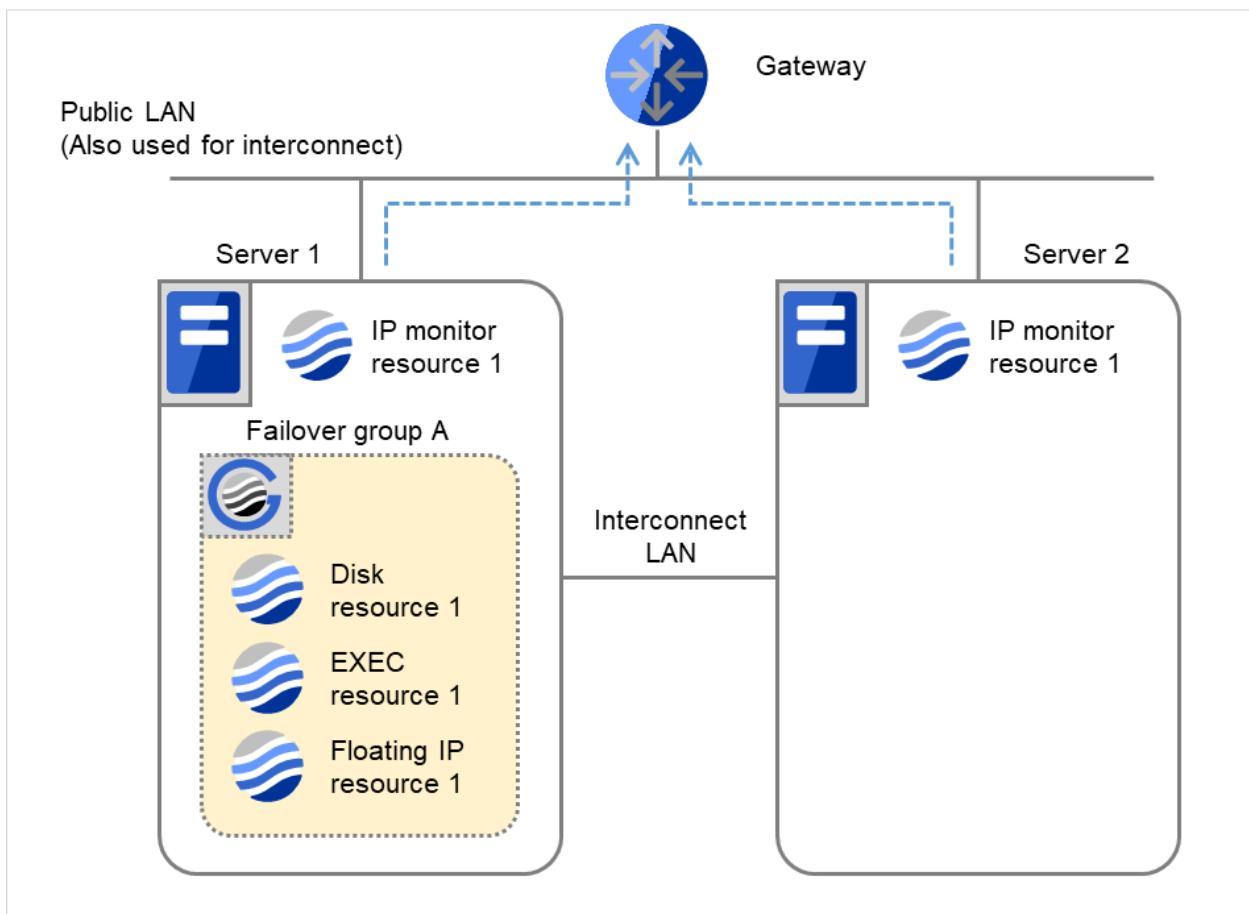 Gateway
Public LAN
(Also used for interconnect)
Server 1
Server 2
IP monitor
resource 1
IP monitor
resource 1
Failover group A
Interconnect
LAN
Disk
resource 1
EXEC
resource 1
Floating IP
resource 1